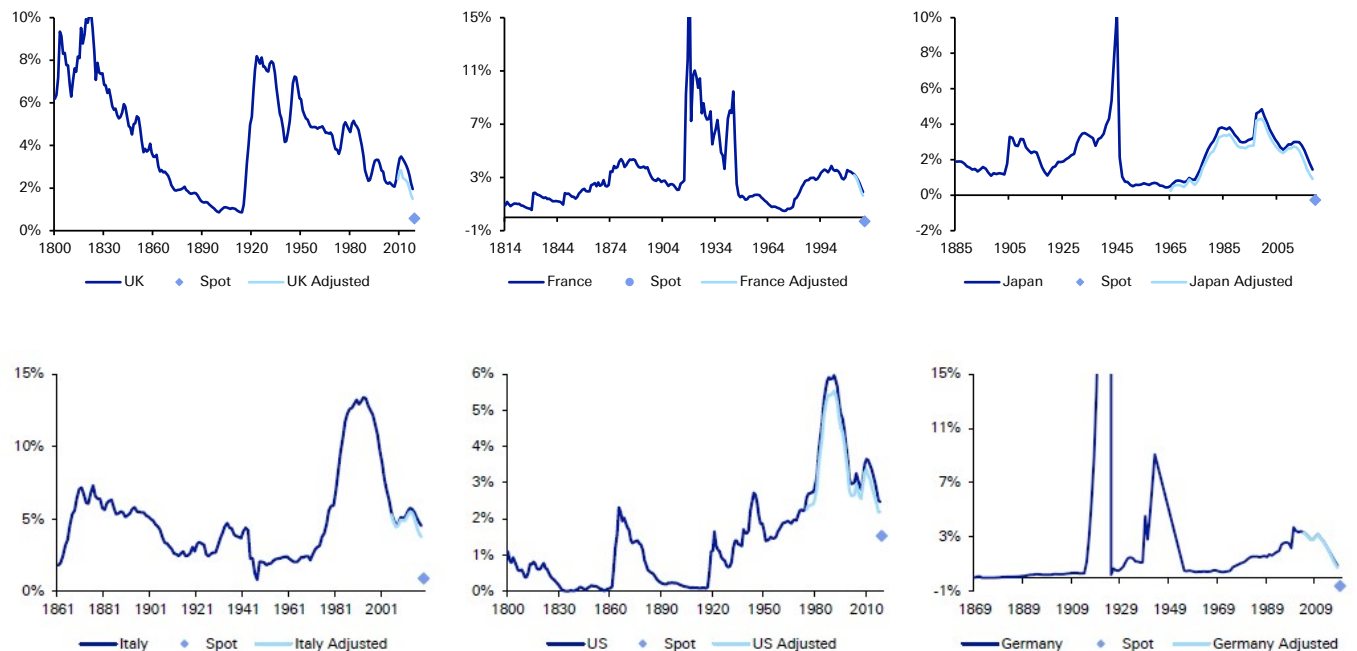 10%
8%
6%
4%
2%
0%
1800 1830 1860 1890 1920 1950 1980 2010
UK Spot UK Adjusted
15%
11%
7%
3%
-1%
1814 1844 1874 1904 1934 1964 1994
France Spot France Adjusted
10%
8%
6%
4%
2%
0%
-2%
1885 1905 1925 1945 1965 1985 2005
Japan Spot Japan Adjusted
15%
10%
5%
0%
1861 1881 1901 1921 1941 1961 1981 2001
Italy Spot Italy Adjusted
6%
5%
4%
3%
2%
1%
0%
1800 1830 1860 1890 1920 1950 1980 2010
US Spot US Adjusted
15%
11%
7%
3%
-1%
1869 1889 1909 1929 1949 1969 1989 2009
Germany Spot Germany Adjusted